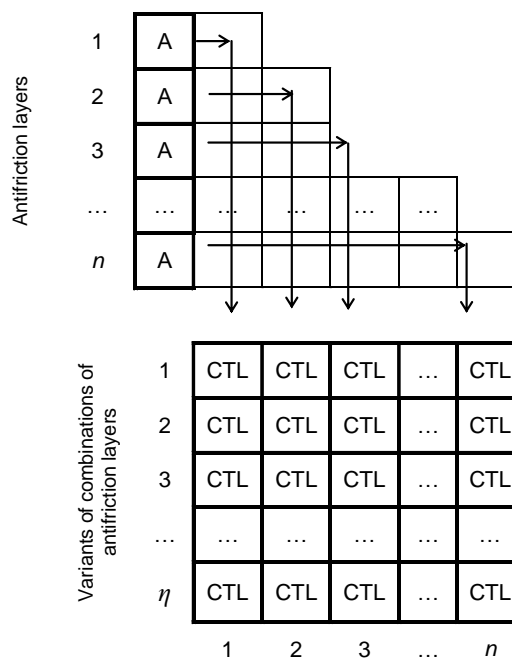 Antifriction layers
1 A
2 A
3 A
... ... ... ... ... ...
n A
Variants of combinations of
antifriction layers
1 CTL CTL CTL ... CTL
2 CTL CTL CTL ... CTL
3 CTL CTL CTL ... CTL
... ... ... ... ... ...
η CTL CTL CTL ... CTL
1 2 3 ... n